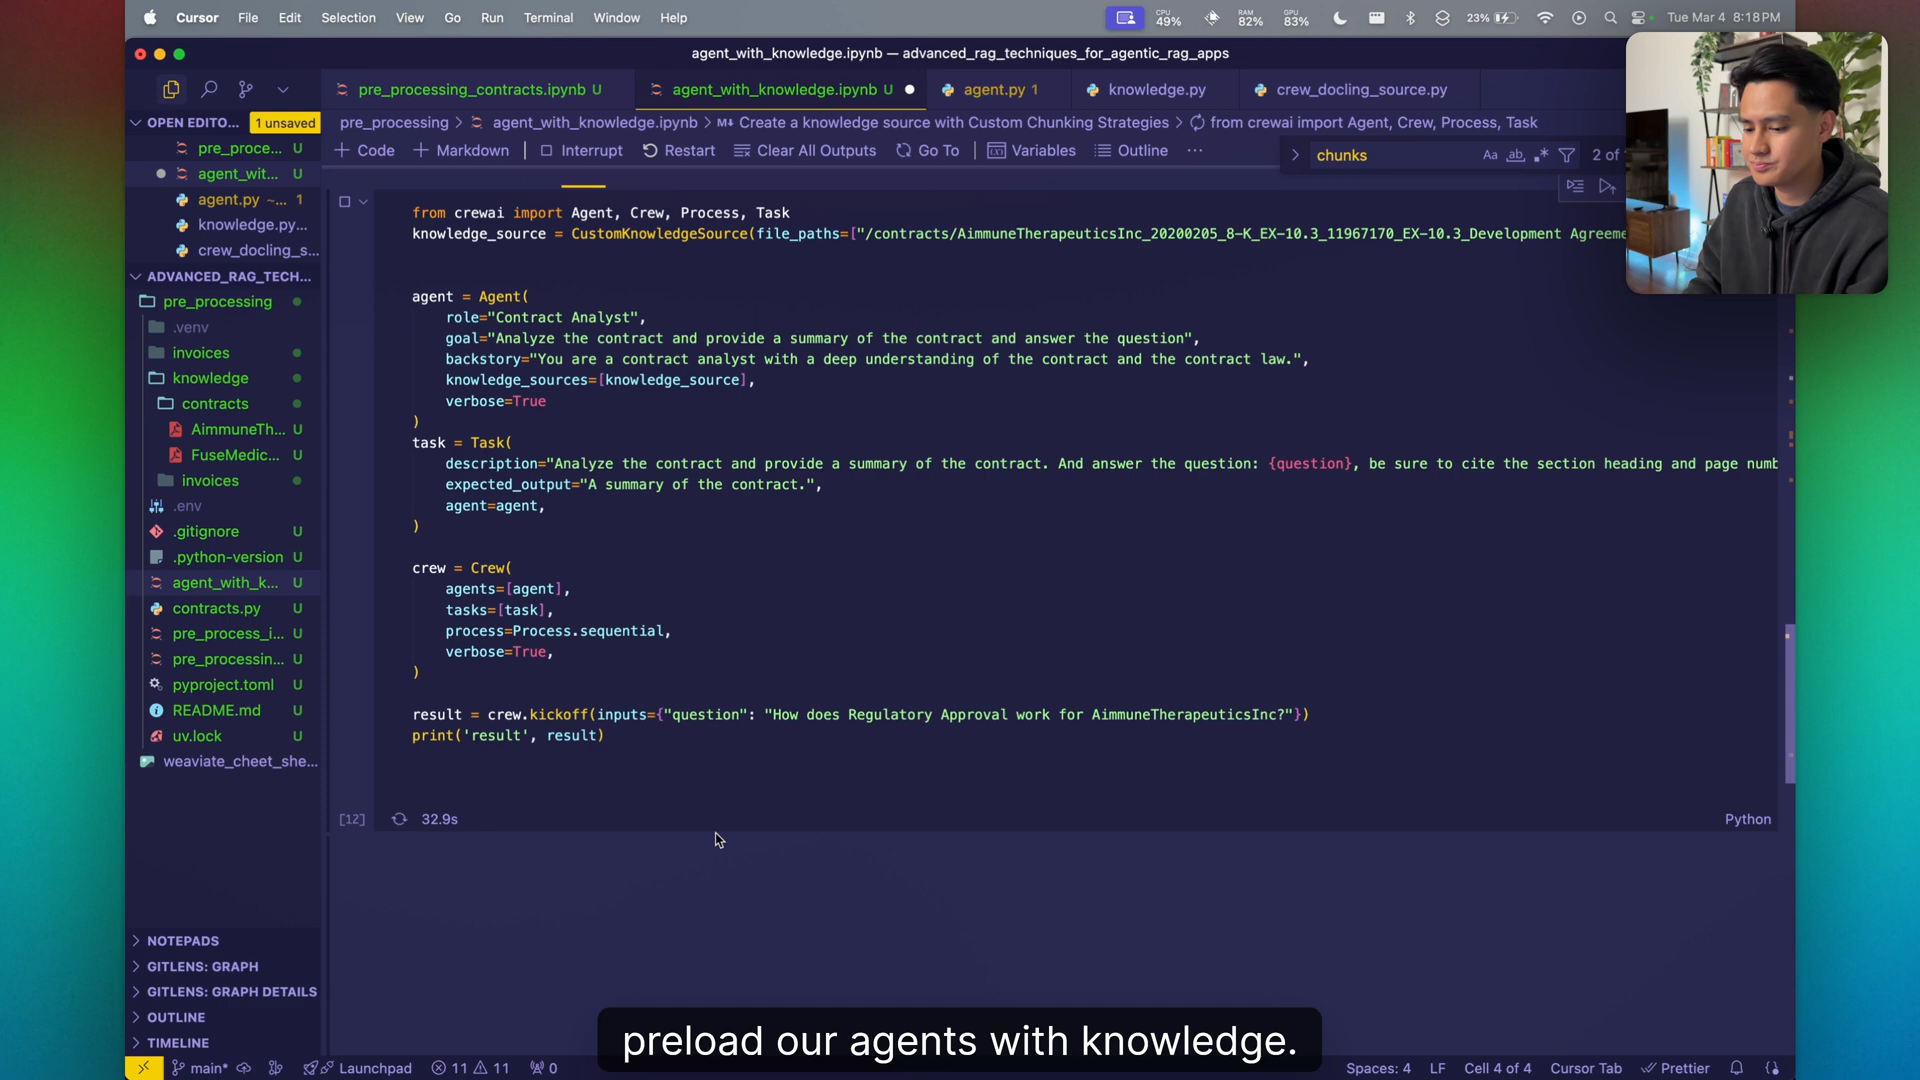 Cursor File Edit Selection View Go Run Terminal Window Help
CPU 49% RAM 82% GPU 83% 23% Tue Mar 4 8:18 PM
agent_with_knowledge.ipynb — advanced_rag_techniques_for_agentic_rag_apps
pre_processing_contracts.ipynb U agent_with_knowledge.ipynb U agent.py 1 knowledge.py crew_docling_source.py
OPEN EDITO... 1 unsaved
pre_proce... U
agent_wit... U
agent.py ~... 1
knowledge.py...
crew_docling_s...
ADVANCED_RAG_TECH...
pre_processing
.venv
invoices
knowledge
contracts
AimmuneTh... U
FuseMedic... U
invoices
.env
.gitignore U
.python-version U
agent_with_k... U
contracts.py U
pre_process_i... U
pre_processin... U
pyproject.toml U
README.md U
uv.lock U
weaviate_cheet_she...
NOTEPADS
GITLENS: GRAPH
GITLENS: GRAPH DETAILS
OUTLINE
TIMELINE
pre_processing > agent_with_knowledge.ipynb > M↓ Create a knowledge source with Custom Chunking Strategies > from crewai import Agent, Crew, Process, Task
+ Code + Markdown | Interrupt Restart Clear All Outputs Go To | Variables Outline ...
chunks Aa ab 2 of
from crewai import Agent, Crew, Process, Task
knowledge_source = CustomKnowledgeSource(file_paths=["/contracts/AimmuneTherapeuticsInc_20200205_8-K_EX-10.3_11967170_EX-10.3_Development Agreeme
agent = Agent(
role="Contract Analyst",
goal="Analyze the contract and provide a summary of the contract and answer the question",
backstory="You are a contract analyst with a deep understanding of the contract and the contract law.",
knowledge_sources=[knowledge_source],
verbose=True
)
task = Task(
description="Analyze the contract and provide a summary of the contract. And answer the question: {question}, be sure to cite the section heading and page numb
expected_output="A summary of the contract.",
agent=agent,
)
crew = Crew(
agents=[agent],
tasks=[task],
process=Process.sequential,
verbose=True,
)
result = crew.kickoff(inputs={"question": "How does Regulatory Approval work for AimmuneTherapeuticsInc?"})
print('result', result)
[12] 32.9s Python
preload our agents with knowledge.
main* Launchpad 11 11 0 Spaces: 4 LF Cell 4 of 4 Cursor Tab Prettier